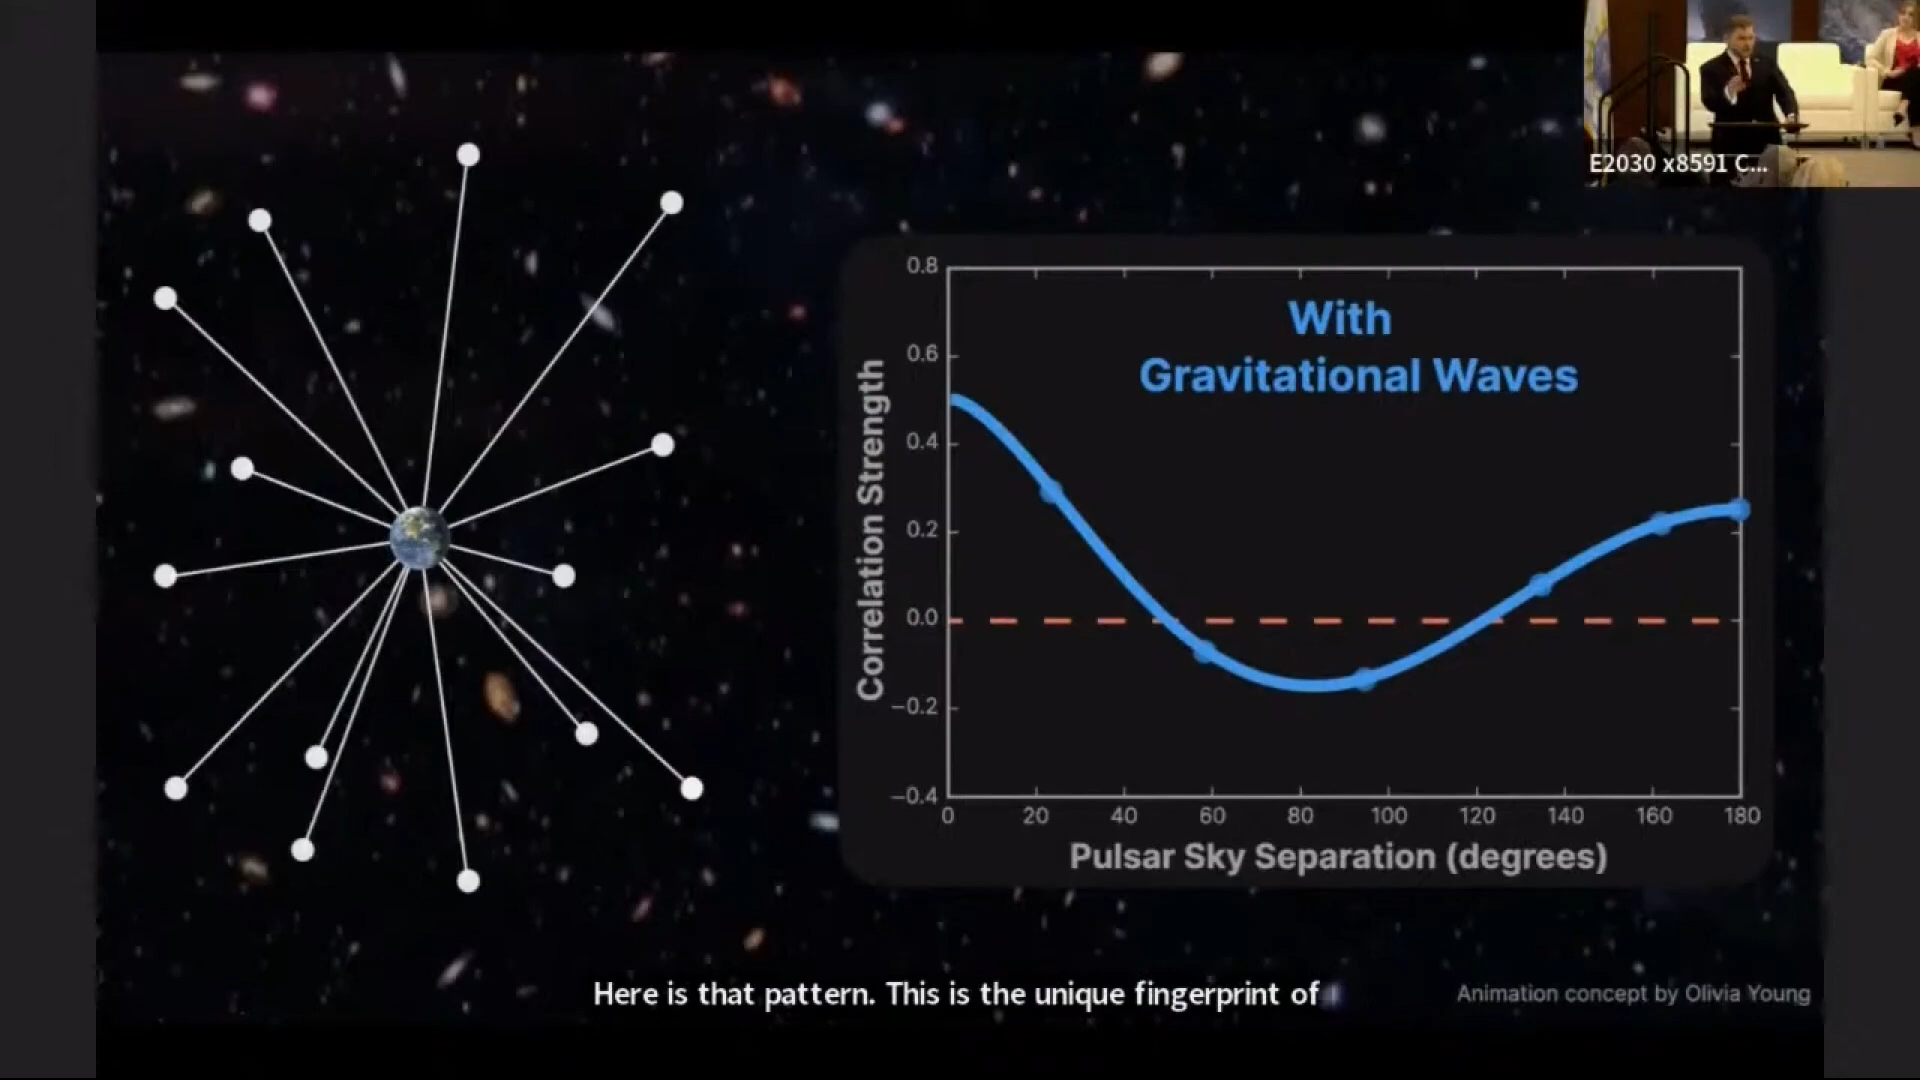 E2030 x8591 C...
With
Gravitational Waves
Correlation Strength
0.8
0.6
0.4
0.2
0.0
−0.2
−0.4
0 20 40 60 80 100 120 140 160 180
Pulsar Sky Separation (degrees)
Here is that pattern. This is the unique fingerprint of
Animation concept by Olivia Young